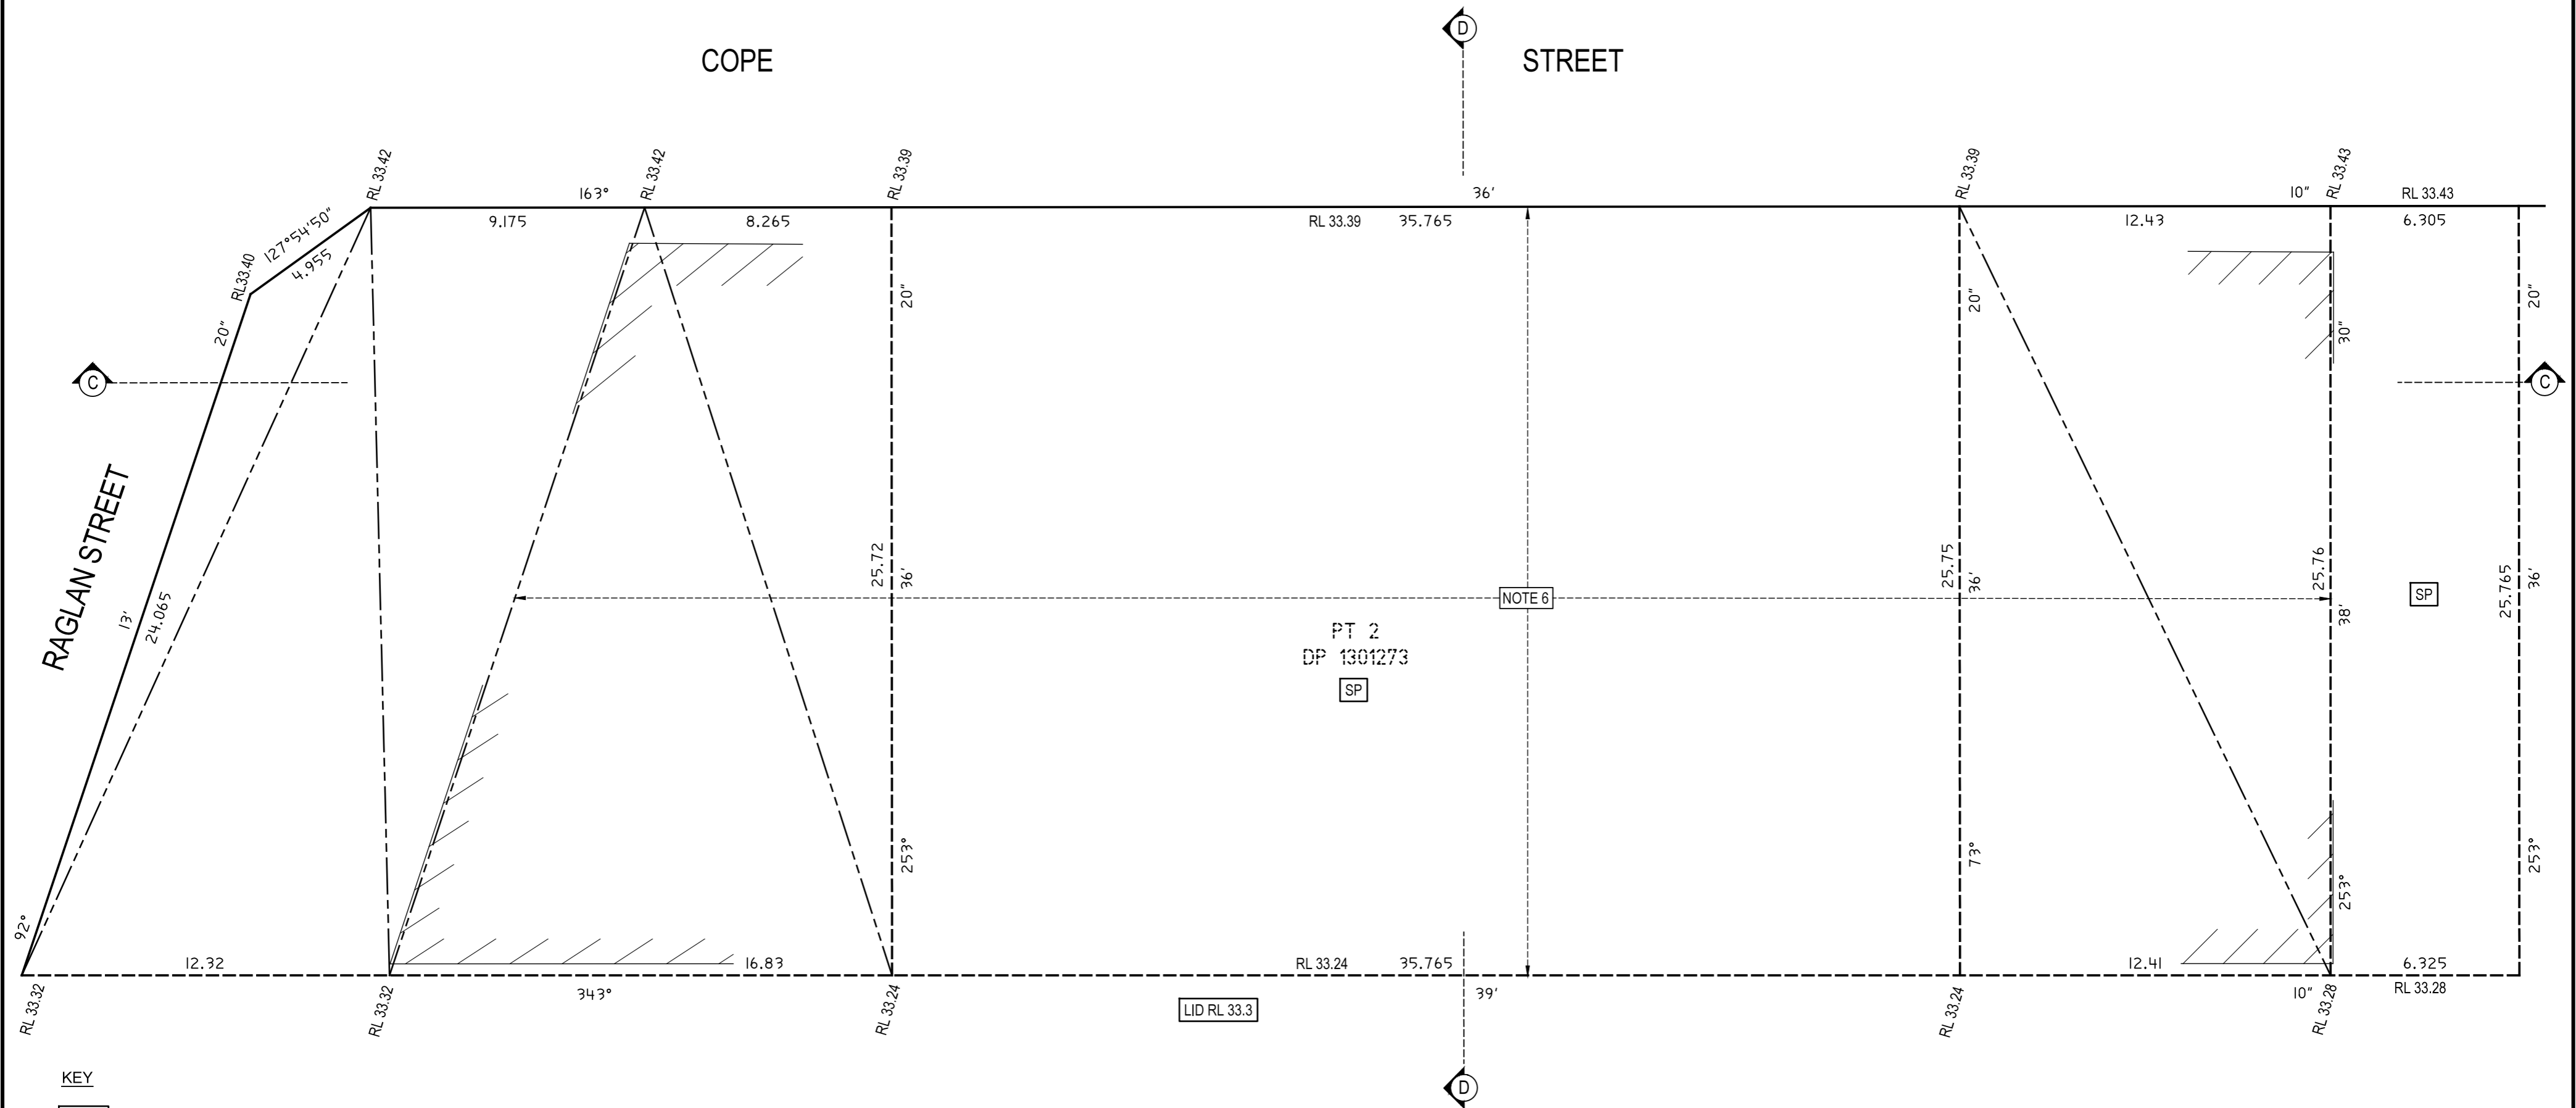 D
COPE STREET
RL 33.42
RL 33.42
RL 33.39
RL 33.39
RL 33.43
163° 36' 10"
RL 33.43
9.175 8.265 RL 33.39 35.765 12.43 6.305
127°54'50"
4.955
RL33.40
20"
20"
20"
20"
30"
C
C
RAGLAN STREET
13'
24.065
92°
25.72
36'
25.75
36'
25.76
38'
25.765
36'
NOTE 6
SP
PT 2
DP 1301273
SP
253°
73°
253°
253°
12.32 16.83 RL 33.24 35.765 12.41 6.325
343° 39' 10"
RL 33.28
RL 33.32
RL 33.32
RL 33.24
RL 33.24
RL 33.28
LID RL 33.3
D
KEY